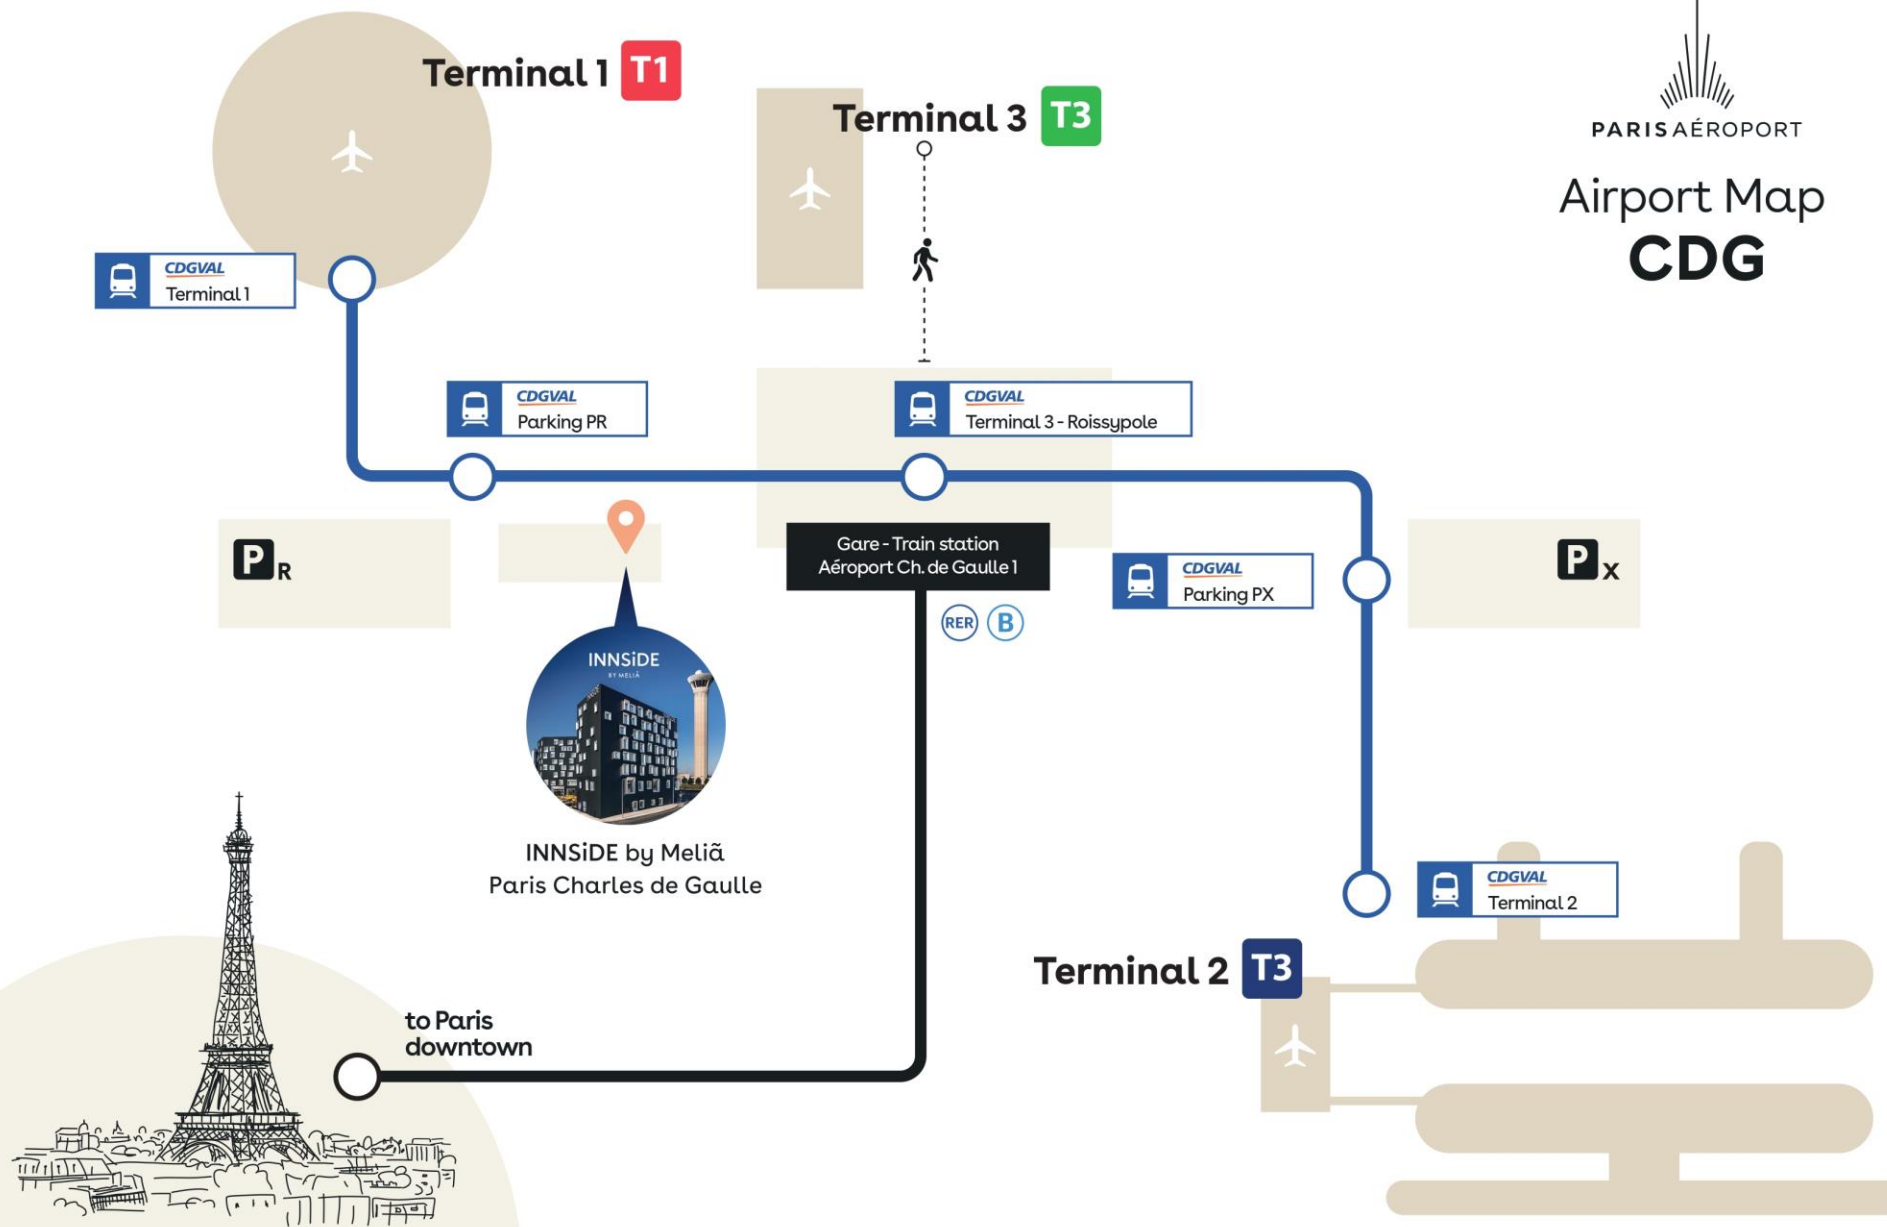 Terminal 1 T1
Terminal 3 T3
PARIS AÉROPORT
Airport Map
CDG
CDGVAL
Terminal 1
CDGVAL
Parking PR
CDGVAL
Terminal 3 - Roissypole
P R
Gare - Train station
Aéroport Ch. de Gaulle 1
RER B
CDGVAL
Parking PX
P X
INNSiDE
BY MELIÃ
INNSiDE by Meliã
Paris Charles de Gaulle
CDGVAL
Terminal 2
Terminal 2 T3
to Paris
downtown